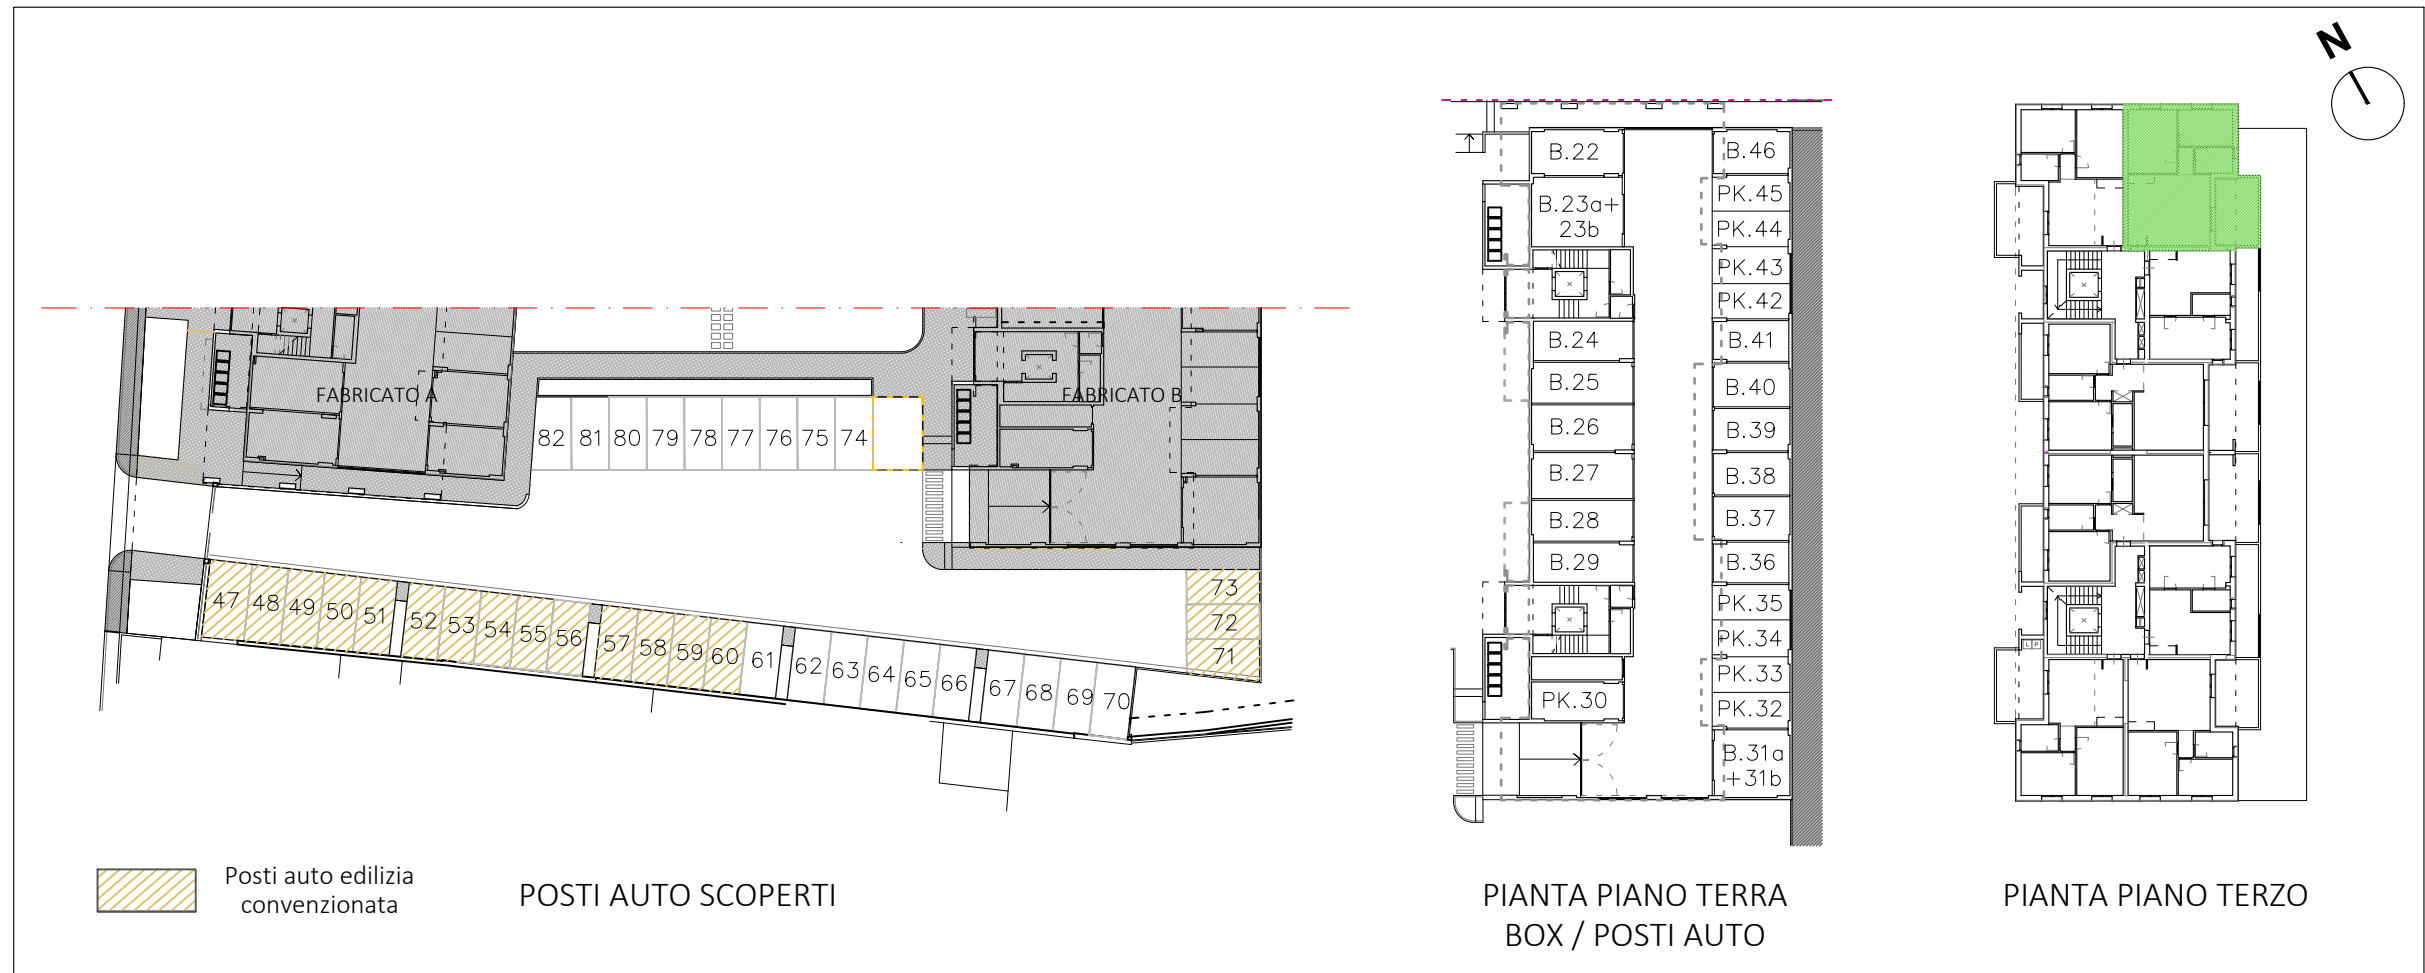 N
FABRICATO A
FABRICATO B
82 81 80 79 78 77 76 75 74
73
72
71
47 48 49 50 51 52 53 54 55 56 57 58 59 60 61 62 63 64 65 66 67 68 69 70
Posti auto edilizia
convenzionata
POSTI AUTO SCOPERTI
B.22
B.23a+
23b
B.24
B.25
B.26
B.27
B.28
B.29
PK.30
B.46
PK.45
PK.44
PK.43
PK.42
B.41
B.40
B.39
B.38
B.37
B.36
PK.35
PK.34
PK.33
PK.32
B.31a
+31b
PIANTA PIANO TERRA
BOX / POSTI AUTO
L P
PIANTA PIANO TERZO